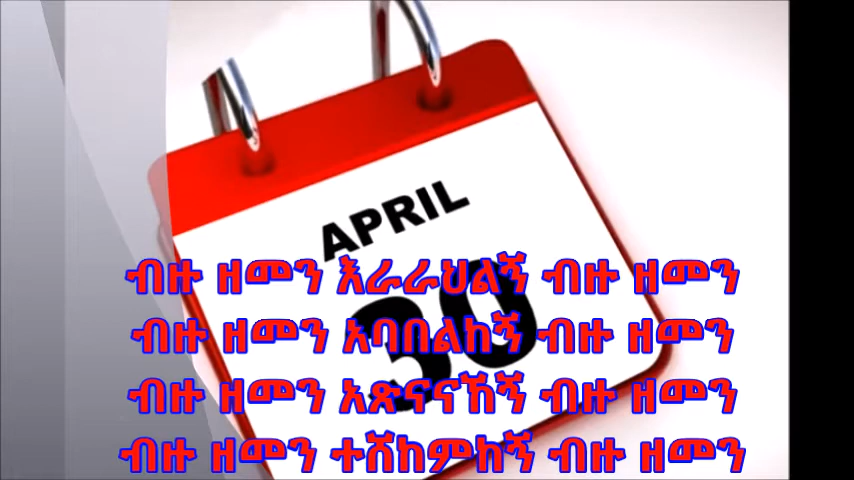 APRIL
30
ብዙ ዘመን እራራህልኝ ብዙ ዘመን
ብዙ ዘመን አባበልከኝ ብዙ ዘመን
ብዙ ዘመን አጽናናኸኝ ብዙ ዘመን
ብዙ ዘመን ተሸከምከኝ ብዙ ዘመን